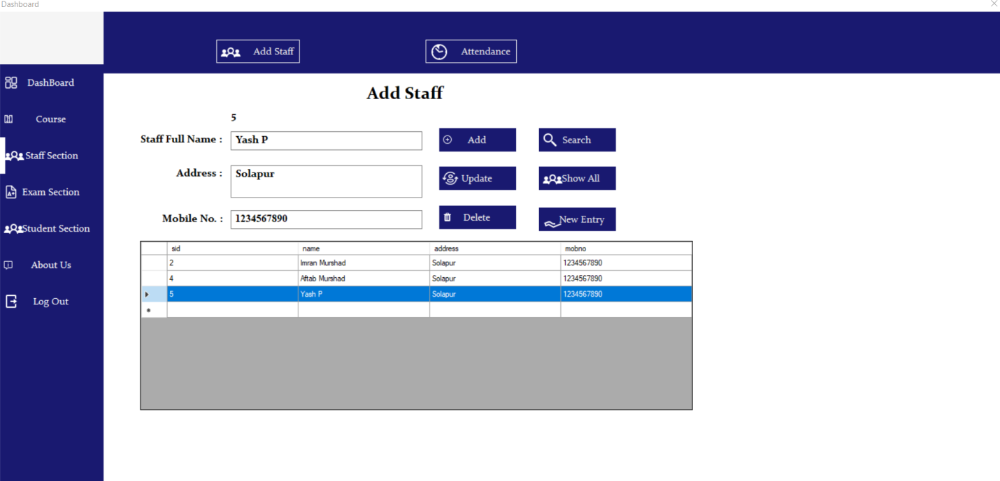 Dashboard
Add Staff
Attendance
DashBoard
Course
Staff Section
Exam Section
Student Section
About Us
Log Out
Add Staff
5
Staff Full Name : Yash P
Address : Solapur
Mobile No. : 1234567890
Add
Search
Update
Show All
Delete
New Entry
sid name address mobno
2 Imran Murshad Solapur 1234567890
4 Aftab Murshad Solapur 1234567890
5 Yash P Solapur 1234567890